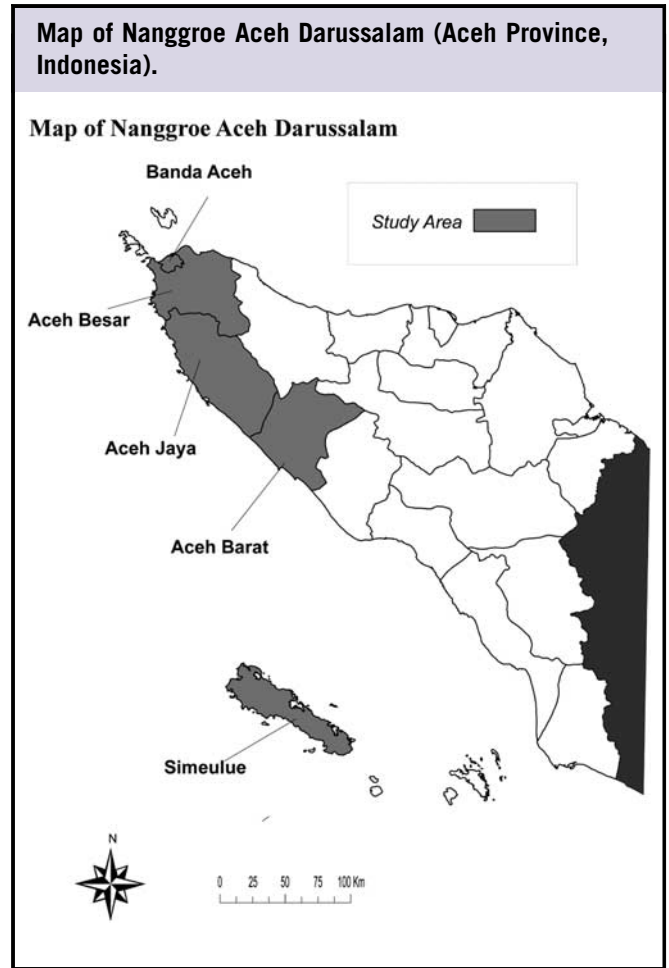 Map of Nanggroe Aceh Darussalam (Aceh Province,
Indonesia).
Map of Nanggroe Aceh Darussalam
Banda Aceh
Study Area
Aceh Besar
Aceh Jaya
Aceh Barat
Simeulue
N
0 25 50 75 100 Km